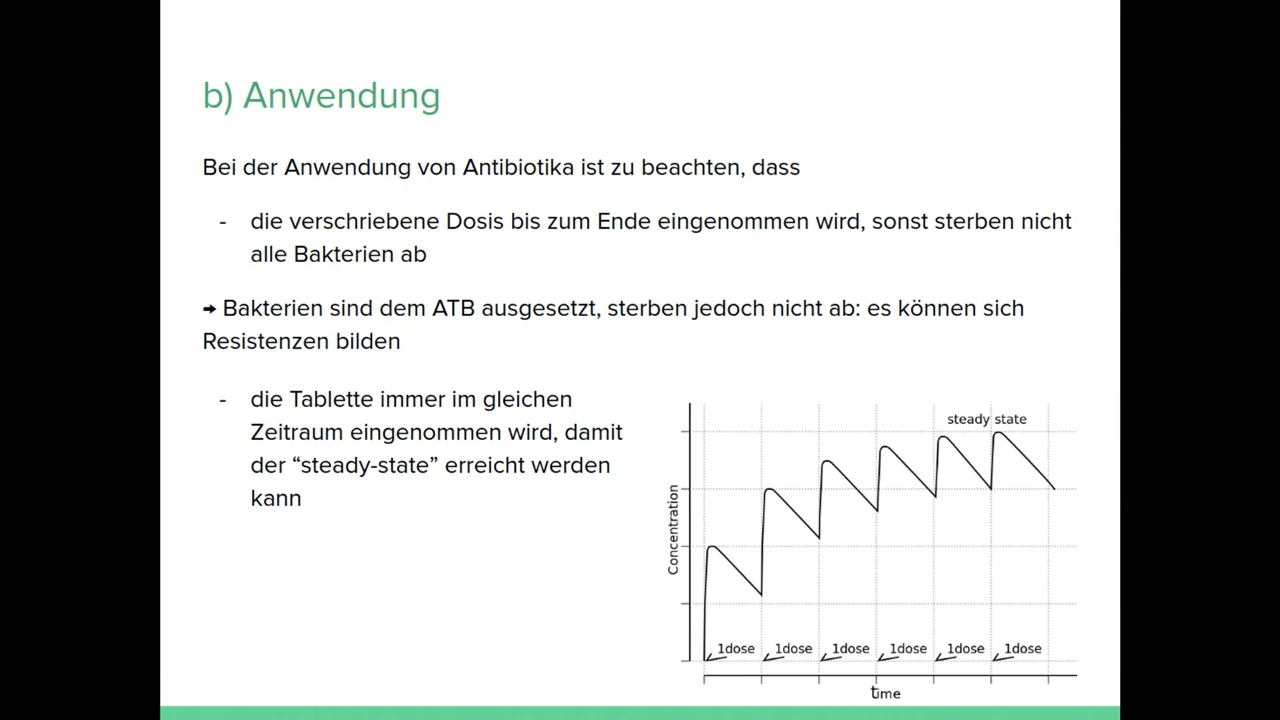 b) Anwendung
Bei der Anwendung von Antibiotika ist zu beachten, dass
- die verschriebene Dosis bis zum Ende eingenommen wird, sonst sterben nicht
alle Bakterien ab
➞ Bakterien sind dem ATB ausgesetzt, sterben jedoch nicht ab: es können sich
Resistenzen bilden
- die Tablette immer im gleichen
Zeitraum eingenommen wird, damit
der “steady-state” erreicht werden
kann
steady state
Concentration
1dose 1dose 1dose 1dose 1dose 1dose
time